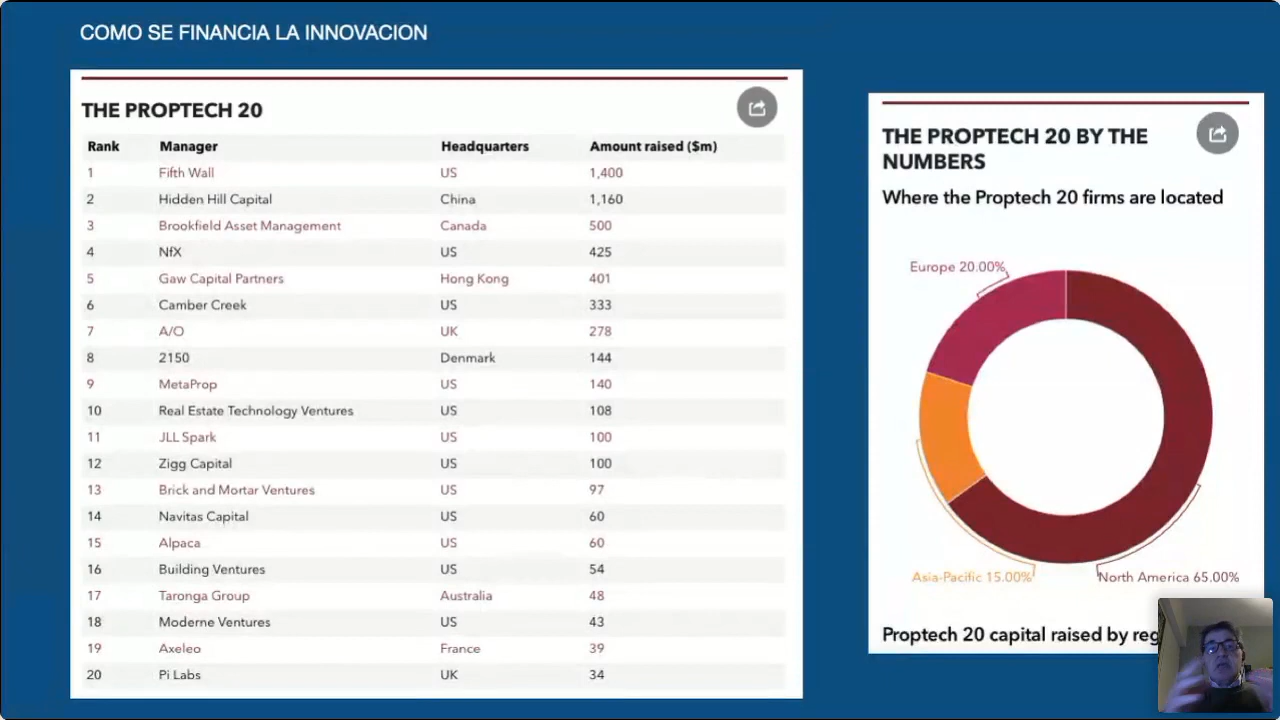 COMO SE FINANCIA LA INNOVACION
THE PROPTECH 20
Rank Manager Headquarters Amount raised ($m)
1 Fifth Wall US 1,400
2 Hidden Hill Capital China 1,160
3 Brookfield Asset Management Canada 500
4 NfX US 425
5 Gaw Capital Partners Hong Kong 401
6 Camber Creek US 333
7 A/O UK 278
8 2150 Denmark 144
9 MetaProp US 140
10 Real Estate Technology Ventures US 108
11 JLL Spark US 100
12 Zigg Capital US 100
13 Brick and Mortar Ventures US 97
14 Navitas Capital US 60
15 Alpaca US 60
16 Building Ventures US 54
17 Taronga Group Australia 48
18 Moderne Ventures US 43
19 Axeleo France 39
20 Pi Labs UK 34
THE PROPTECH 20 BY THE
NUMBERS
Where the Proptech 20 firms are located
Europe 20.00%
Asia-Pacific 15.00%
North America 65.00%
Proptech 20 capital raised by